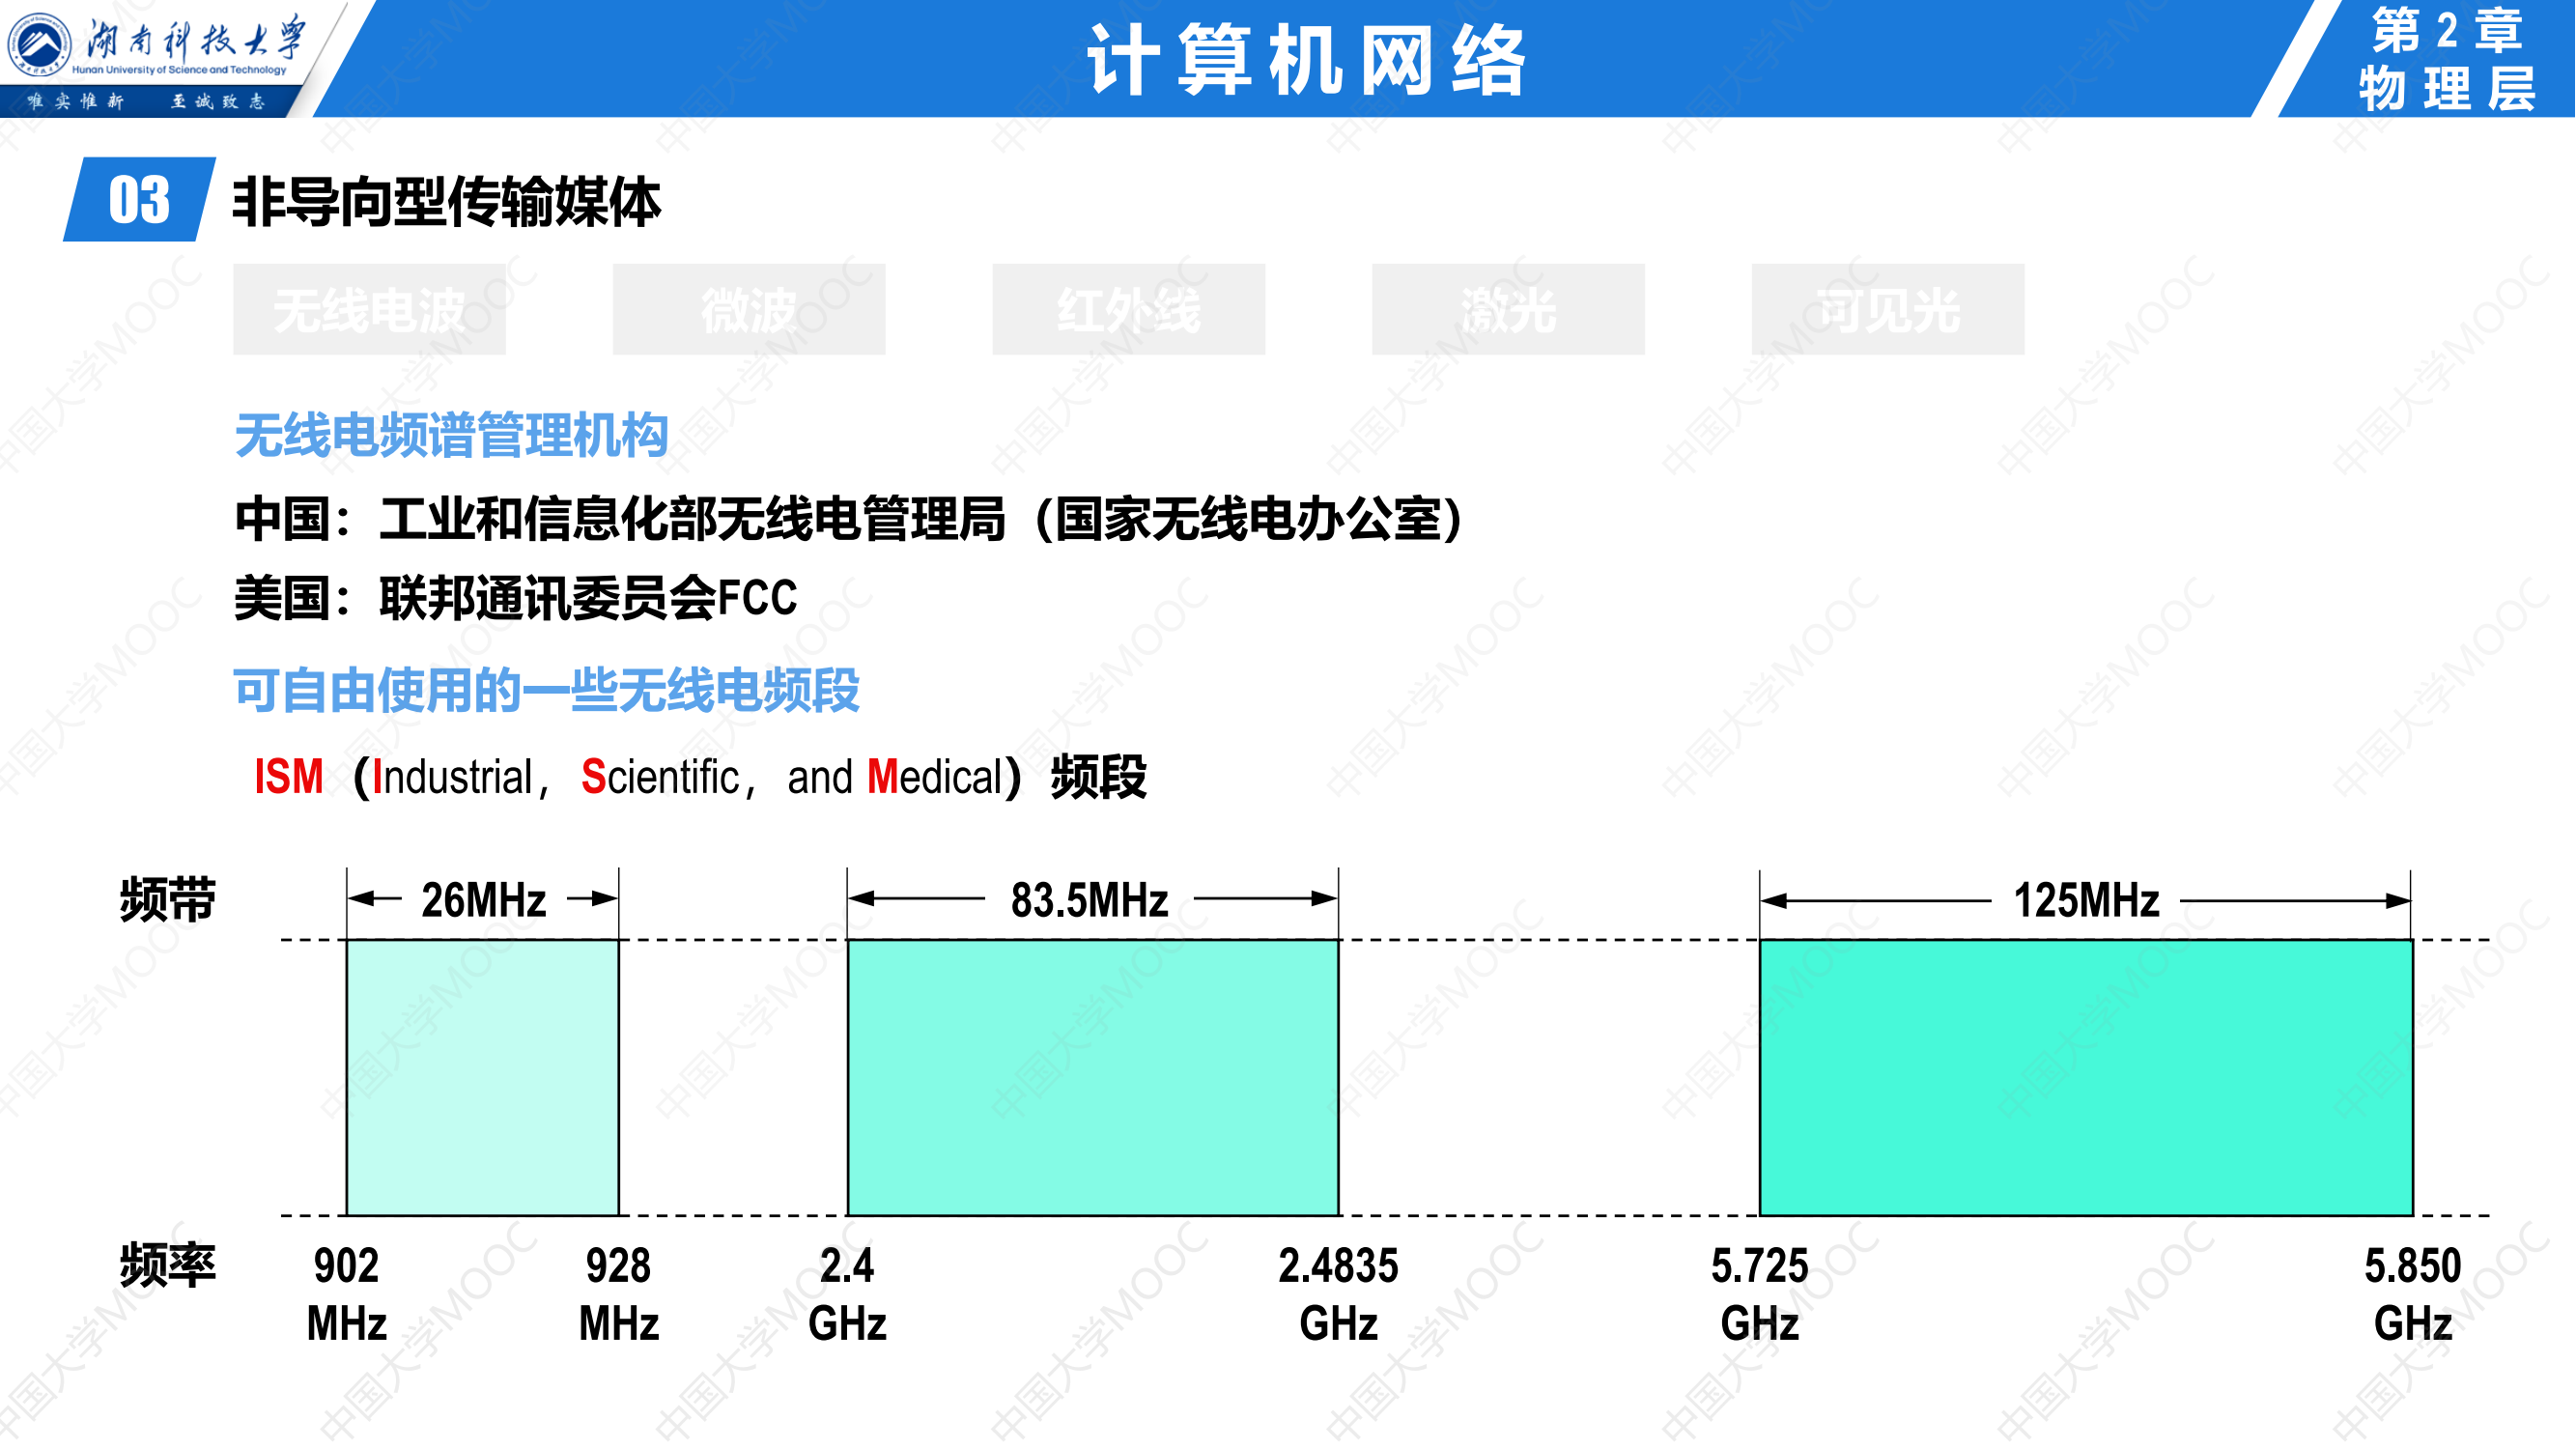 湖南科技大学
Hunan University of Science and Technology
唯实惟新 至诚致志
计算机网络
第2章
物理层
03 非导向型传输媒体
无线电波 微波 红外线 激光 可见光
无线电频谱管理机构
中国：工业和信息化部无线电管理局（国家无线电办公室）
美国：联邦通讯委员会FCC
可自由使用的一些无线电频段
ISM（Industrial，Scientific，and Medical）频段
频带 26MHz 83.5MHz 125MHz
频率 902 928 2.4 2.4835 5.725 5.850
MHz MHz GHz GHz GHz GHz
中国大学MOOC